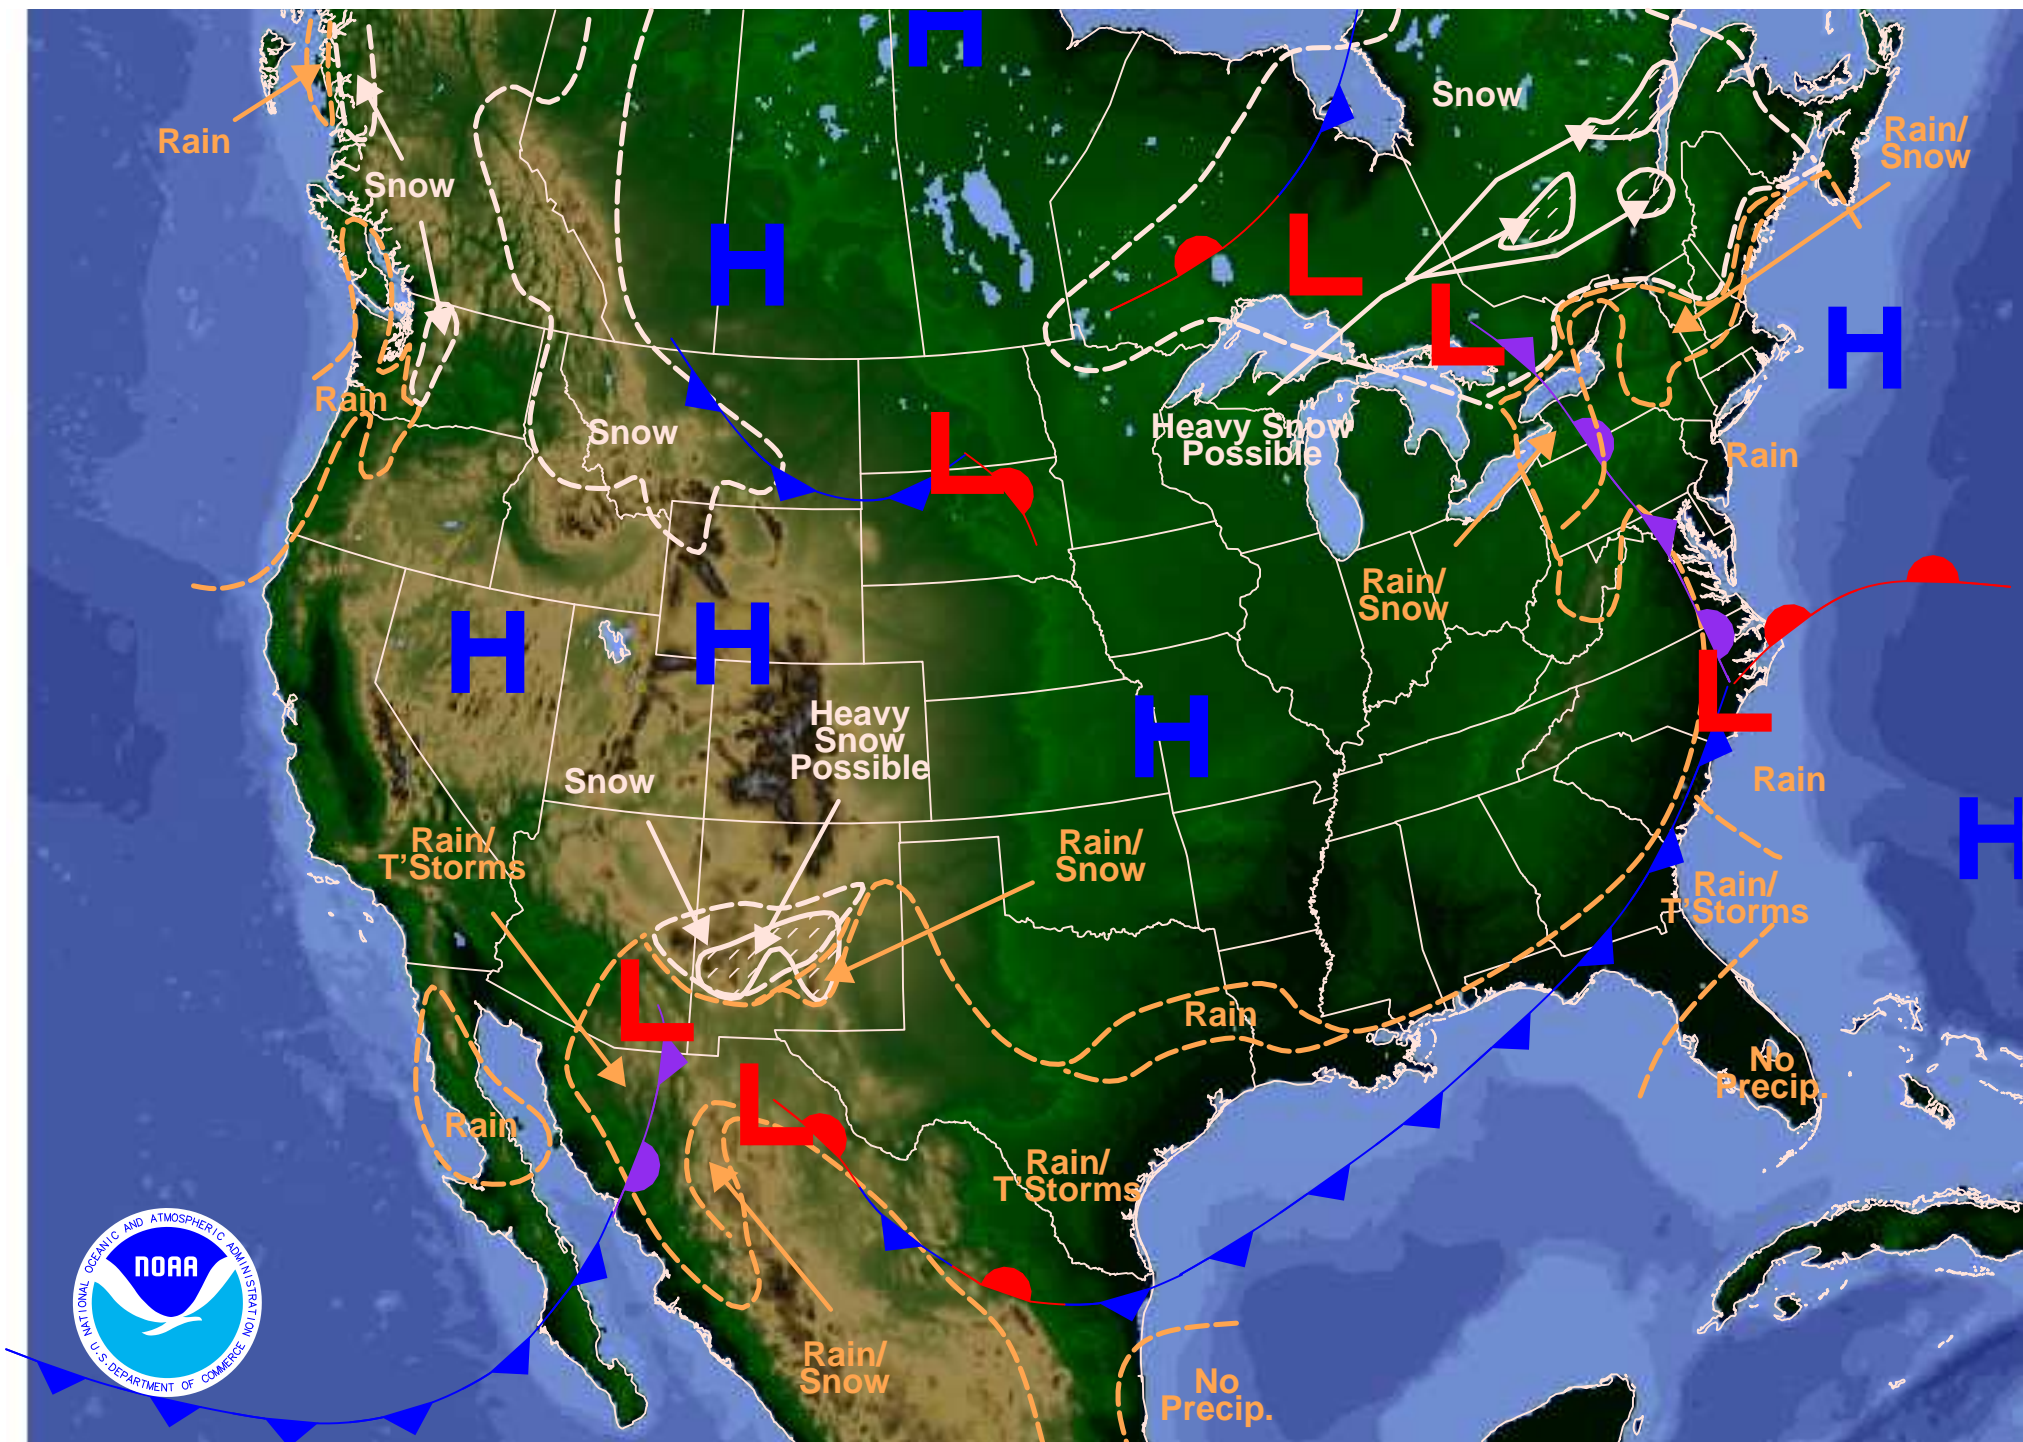 H
Snow
Rain
Rain/
Snow
Snow
H
L
L
H
Rain
Snow
L
Heavy Snow
Possible
Rain
Rain/
Snow
H
H
L
H
Heavy
Snow
Possible
Snow
Rain
H
Rain/
T'Storms
Rain/
Snow
Rain/
T'Storms
L
Rain
No
Precip.
L
Rain
Rain/
T'Storms
NATIONAL OCEANIC AND ATMOSPHERIC ADMINISTRATION
NOAA
U.S. DEPARTMENT OF COMMERCE
Rain/
Snow
No
Precip.